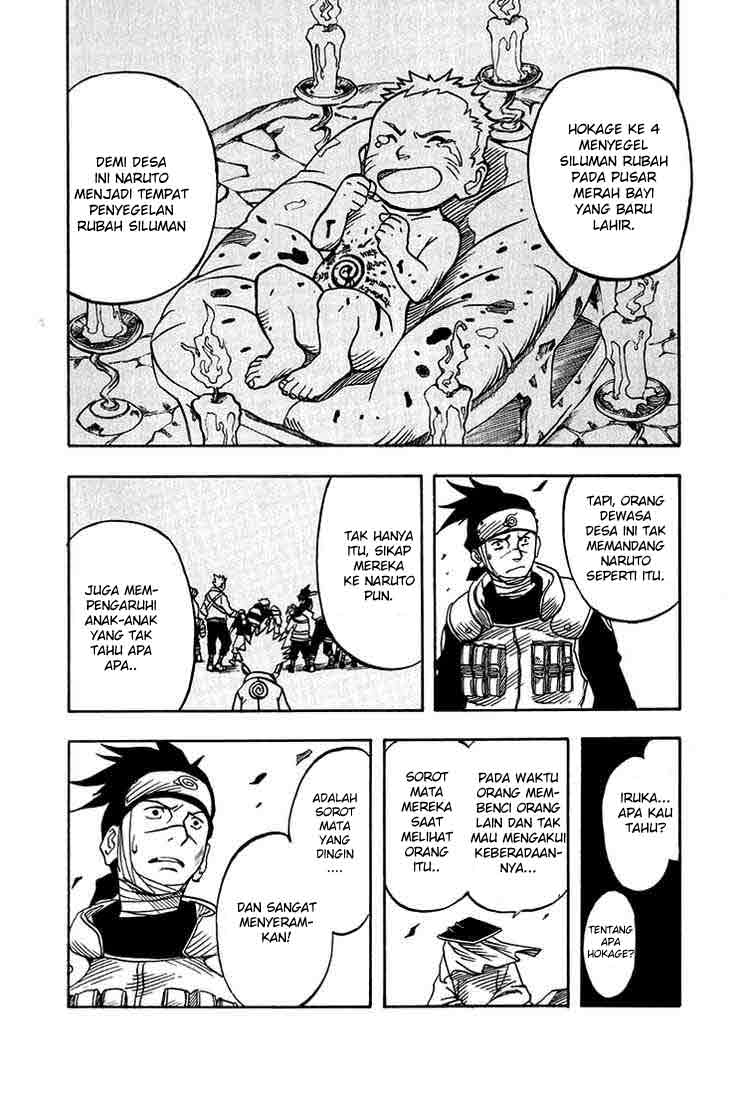 HOKAGE KE 4
MENYEGEL
SILUMAN RUBAH
PADA PUSAR
MERAH BAYI
YANG BARU
LAHIR.
DEMI DESA
INI NARUTO
MENJADI TEMPAT
PENYEGELAN
RUBAH SILUMAN
TAPI, ORANG
DEWASA
DESA INI TAK
MEMANDANG
NARUTO
SEPERTI ITU.
TAK HANYA
ITU, SIKAP
MEREKA
KE NARUTO
PUN.
JUGA MEM-
PENGARUHI
ANAK-ANAK
YANG TAK
TAHU APA
APA..
IRUKA...
APA KAU
TAHU?
TENTANG
APA
HOKAGE?
PADA WAKTU
ORANG MEM-
BENCI ORANG
LAIN DAN TAK
MAU MENGAKUI
KEBERADAAN-
NYA...
SOROT
MATA
MEREKA
SAAT
MELIHAT
ORANG
ITU..
ADALAH
SOROT
MATA
YANG
DINGIN
....
DAN SANGAT
MENYERAM-
KAN!